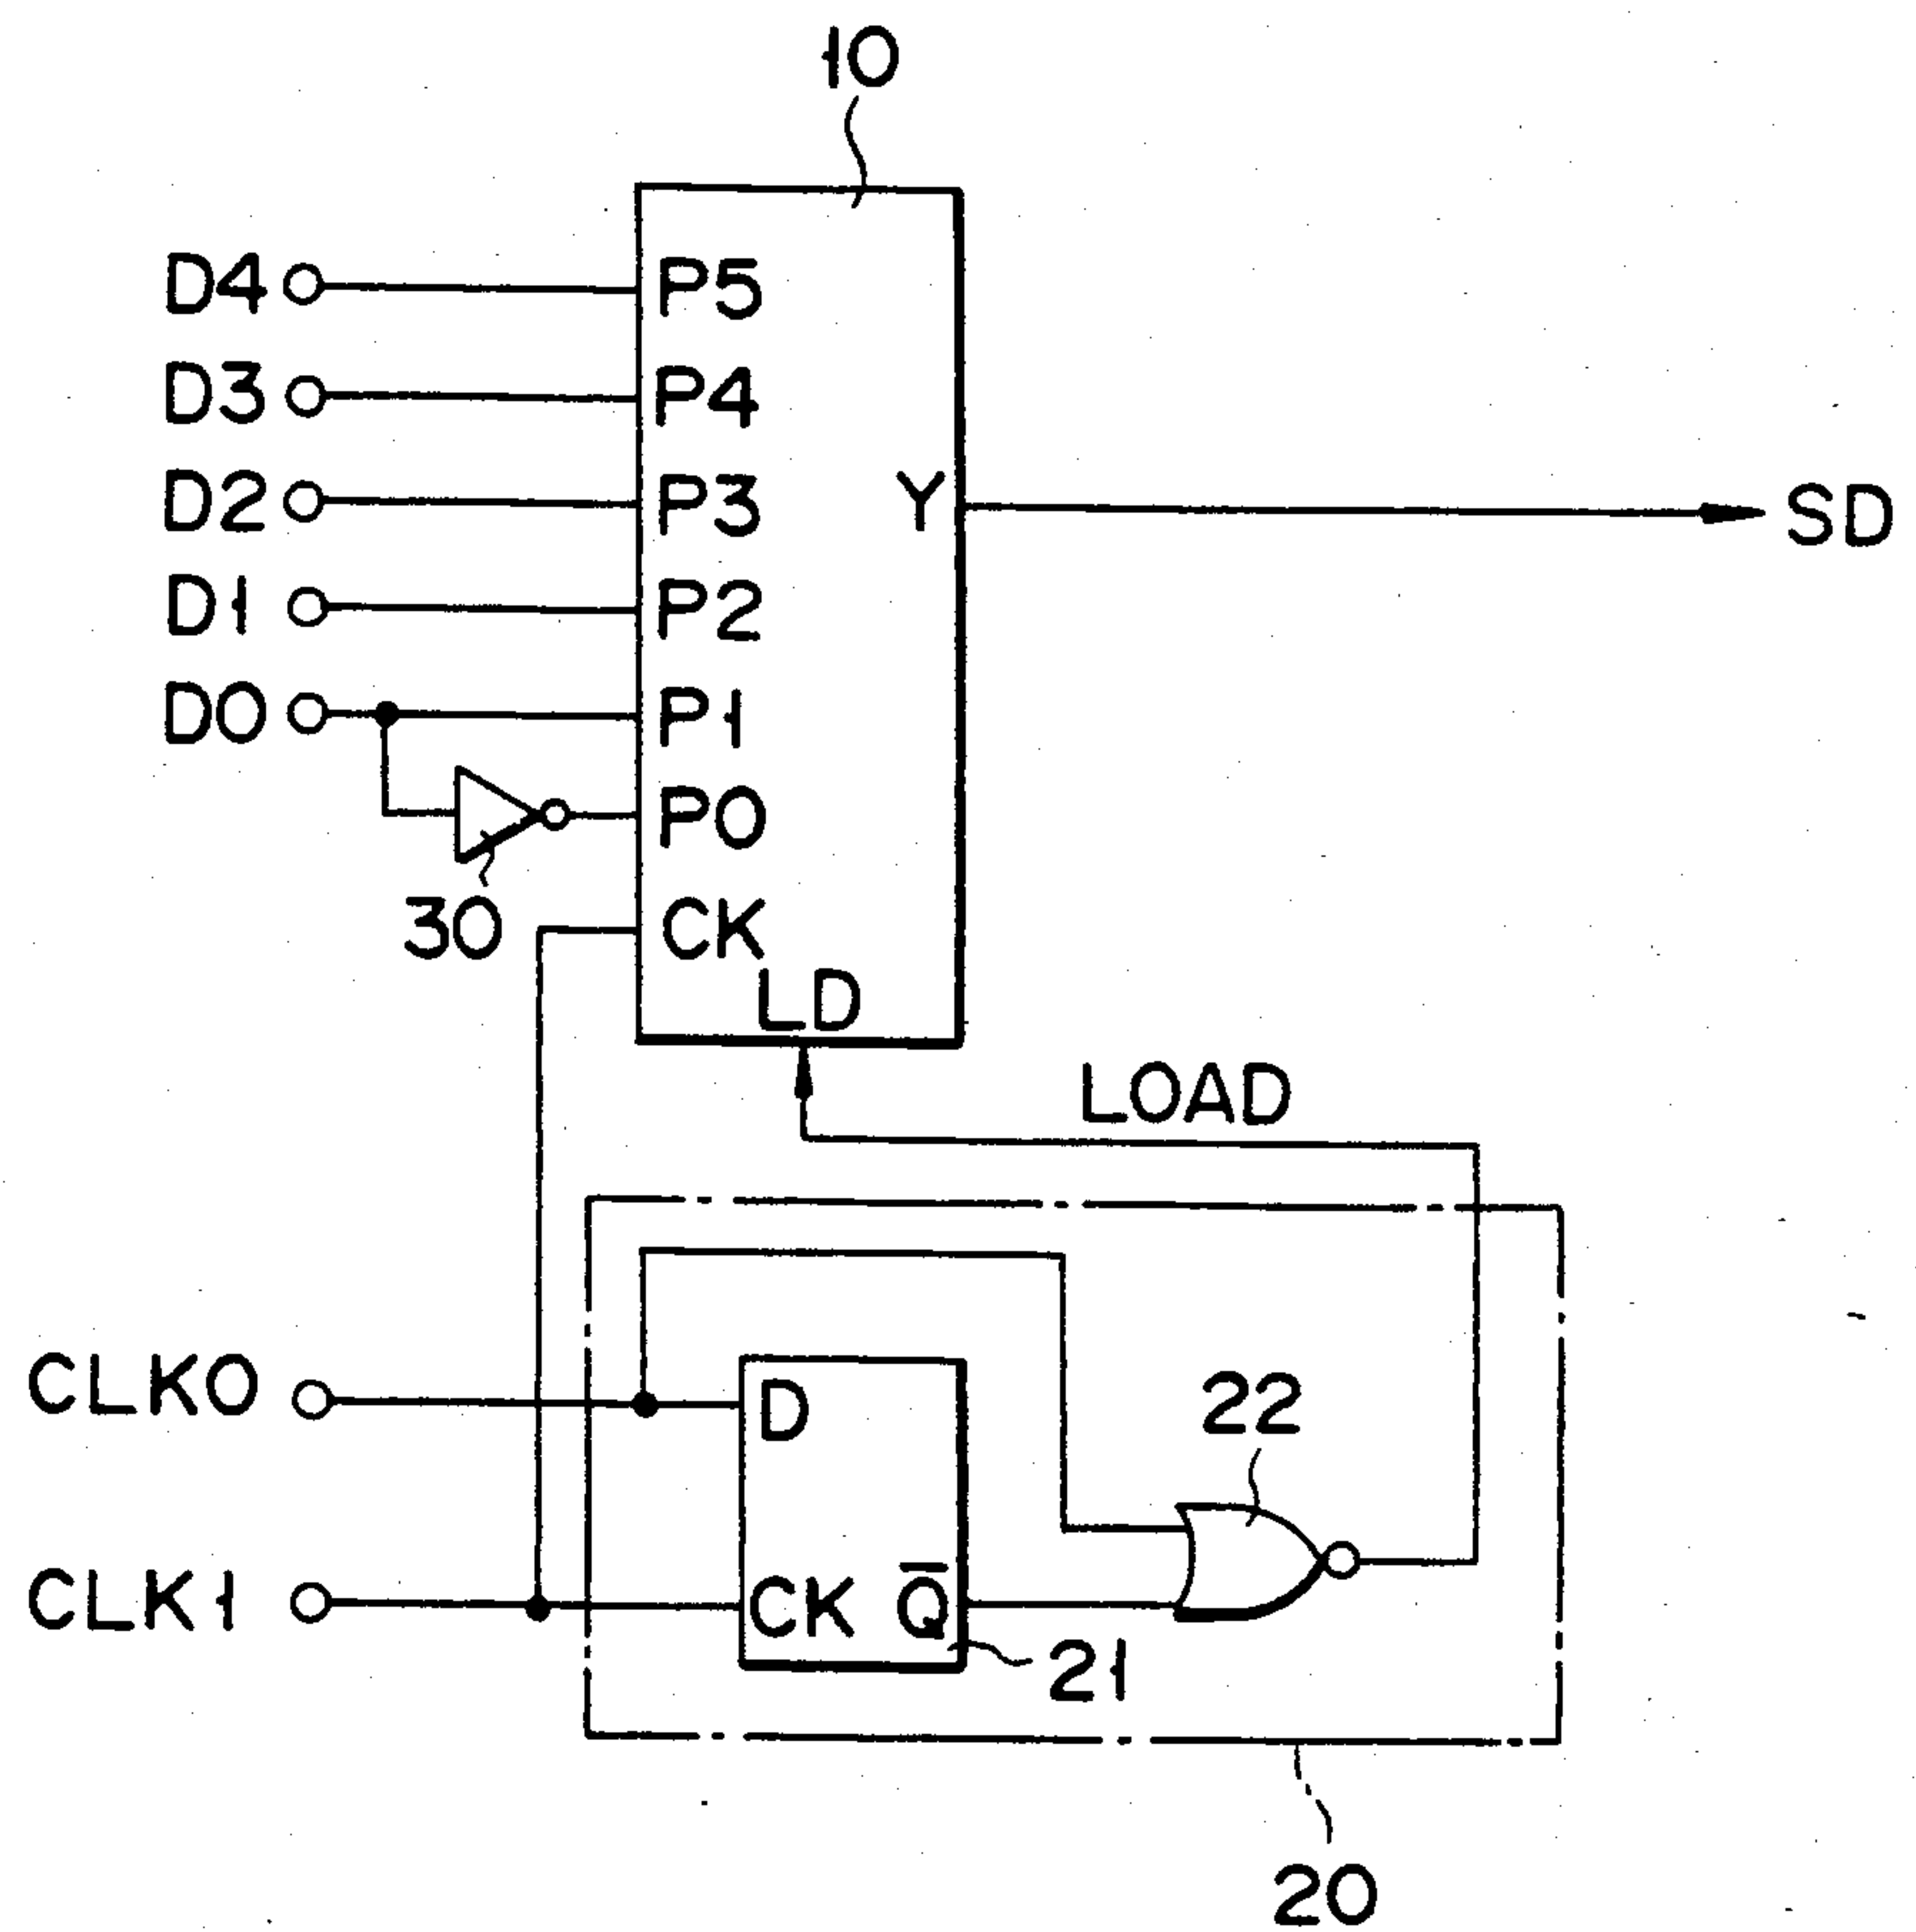 10
D4 P5
D3 P4
D2 P3 Y SD
D1 P2
D0 P1
P0
30 CK
LD
LOAD
CLK0 D 22
CLK1 CK Q̅
21
20